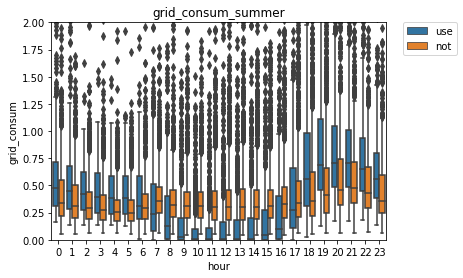 grid_consum_summer
2.00
1.75
1.50
1.25
1.00
0.75
0.50
0.25
0.00
grid_consum
0 1 2 3 4 5 6 7 8 9 10 11 12 13 14 15 16 17 18 19 20 21 22 23
hour
use
not